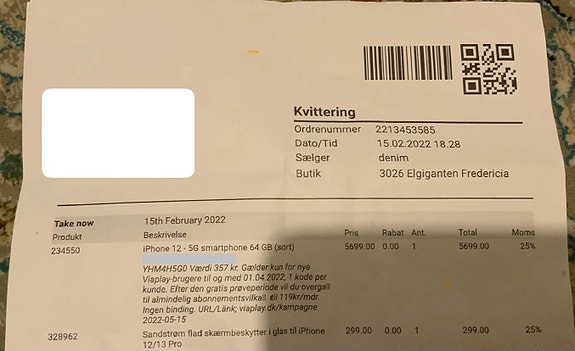 Kvittering
Ordrenummer 2213453585
Dato/Tid 15.02.2022 18.28
Sælger denim
Butik 3026 Elgiganten Fredericia
Take now 15th February 2022
Produkt Beskrivelse Pris Rabat Ant. Total Moms
234550 iPhone 12 - 5G smartphone 64 GB (sort) 5699.00 0.00 1 5699.00 25%
YHM4H5G0 Værdi 357 kr. Gælder kun for nye
Viaplay-brugere til og med 01.04.2022, 1 kode per
kunde. Efter den gratis prøveperiode vil du overgå
til almindelig abonnementsvilkår til 119kr/mdr.
Ingen binding. URL/Länk; viaplay.dk/kampagne
2022-05-15
328962 Sandstrøm flad skærmbeskytter i glas til iPhone 299.00 0.00 1 299.00 25%
12/13 Pro